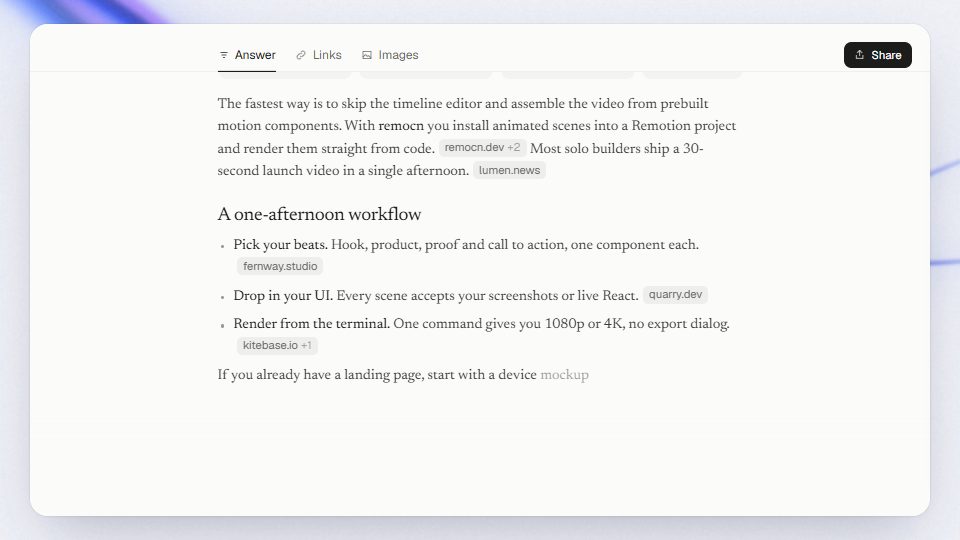 Answer
Links
Images
Share
The fastest way is to skip the timeline editor and assemble the video from prebuilt
motion components. With remocn you install animated scenes into a Remotion project
and render them straight from code. remocn.dev +2 Most solo builders ship a 30-
second launch video in a single afternoon. lumen.news
A one-afternoon workflow
Pick your beats. Hook, product, proof and call to action, one component each.
fernway.studio
Drop in your UI. Every scene accepts your screenshots or live React. quarry.dev
Render from the terminal. One command gives you 1080p or 4K, no export dialog.
kitebase.io +1
If you already have a landing page, start with a device mockup